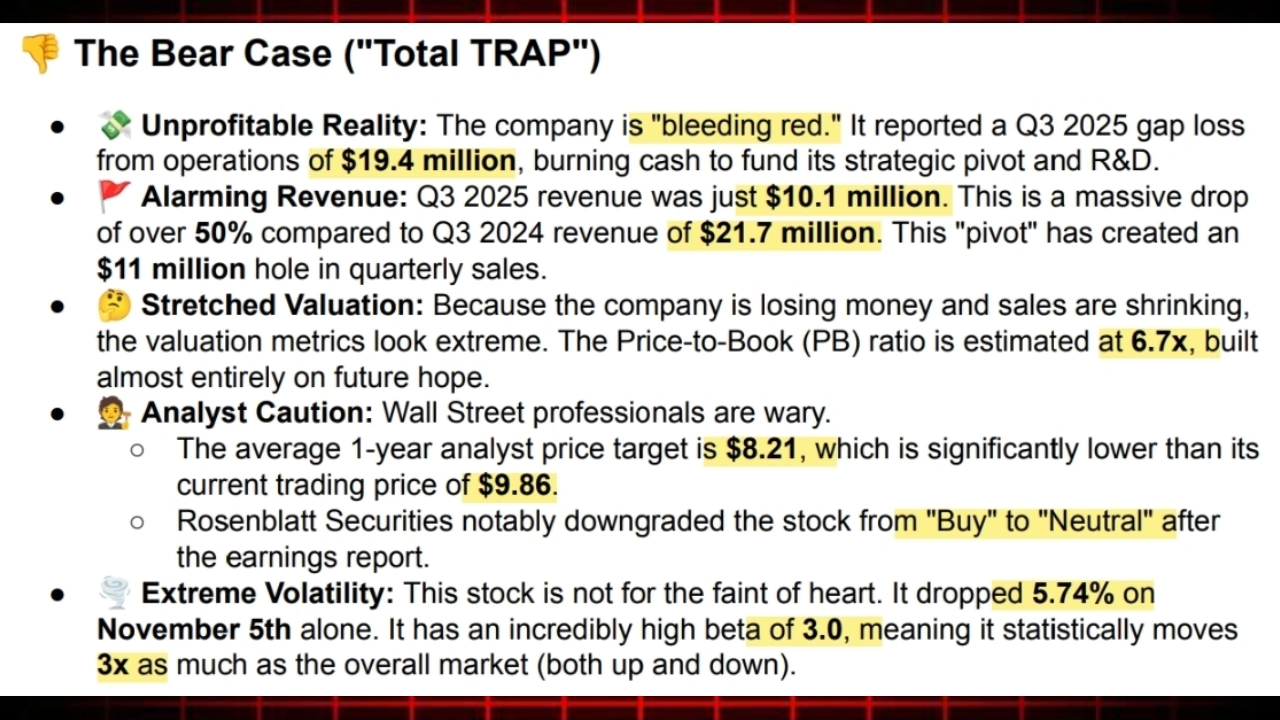 👎 The Bear Case ("Total TRAP")
● 💸 Unprofitable Reality: The company is "bleeding red." It reported a Q3 2025 gap loss
from operations of $19.4 million, burning cash to fund its strategic pivot and R&D.
● 🚩 Alarming Revenue: Q3 2025 revenue was just $10.1 million. This is a massive drop
of over 50% compared to Q3 2024 revenue of $21.7 million. This "pivot" has created an
$11 million hole in quarterly sales.
● 🤔 Stretched Valuation: Because the company is losing money and sales are shrinking,
the valuation metrics look extreme. The Price-to-Book (PB) ratio is estimated at 6.7x, built
almost entirely on future hope.
● 🧑‍⚖️ Analyst Caution: Wall Street professionals are wary.
○ The average 1-year analyst price target is $8.21, which is significantly lower than its
current trading price of $9.86.
○ Rosenblatt Securities notably downgraded the stock from "Buy" to "Neutral" after
the earnings report.
● 🌪️ Extreme Volatility: This stock is not for the faint of heart. It dropped 5.74% on
November 5th alone. It has an incredibly high beta of 3.0, meaning it statistically moves
3x as much as the overall market (both up and down).